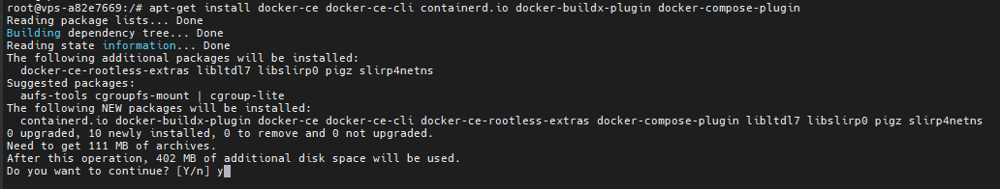 root@vps-a82e7669:/# apt-get install docker-ce docker-ce-cli containerd.io docker-buildx-plugin docker-compose-plugin
Reading package lists... Done
Building dependency tree... Done
Reading state information... Done
The following additional packages will be installed:
  docker-ce-rootless-extras libltdl7 libslirp0 pigz slirp4netns
Suggested packages:
  aufs-tools cgroupfs-mount | cgroup-lite
The following NEW packages will be installed:
  containerd.io docker-buildx-plugin docker-ce docker-ce-cli docker-ce-rootless-extras docker-compose-plugin libltdl7 libslirp0 pigz slirp4netns
0 upgraded, 10 newly installed, 0 to remove and 0 not upgraded.
Need to get 111 MB of archives.
After this operation, 402 MB of additional disk space will be used.
Do you want to continue? [Y/n] y